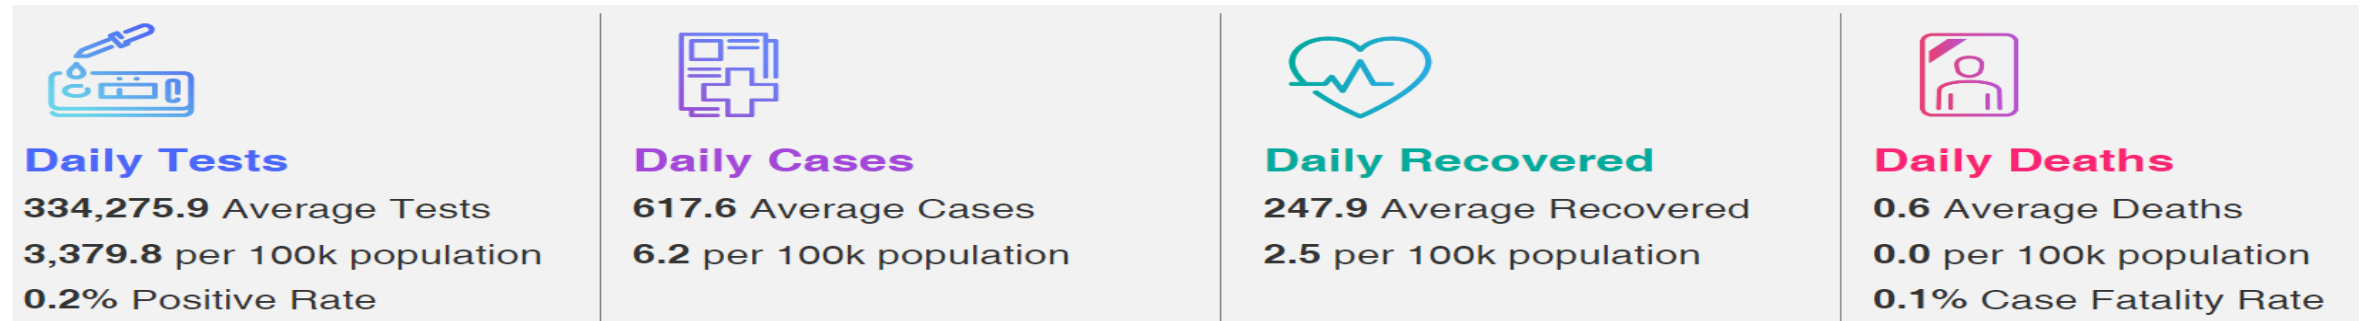 Daily Tests
334,275.9 Average Tests
3,379.8 per 100k population
0.2% Positive Rate
Daily Cases
617.6 Average Cases
6.2 per 100k population
Daily Recovered
247.9 Average Recovered
2.5 per 100k population
Daily Deaths
0.6 Average Deaths
0.0 per 100k population
0.1% Case Fatality Rate